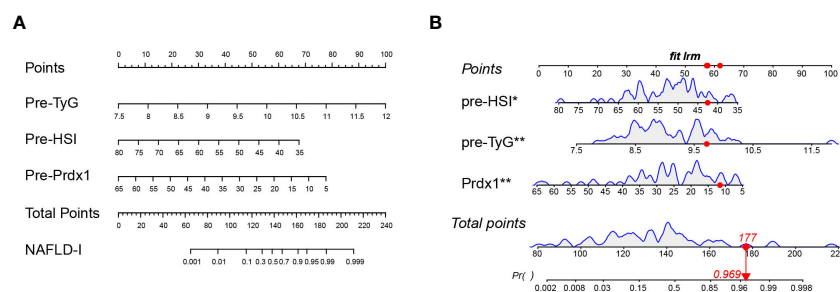 A
Points
0 10 20 30 40 50 60 70 80 90 100
Pre-TyG
7.5 8 8.5 9 9.5 10 10.5 11 11.5 12
Pre-HSI
80 75 70 65 60 55 50 45 40 35
Pre-Prdx1
65 60 55 50 45 40 35 30 25 20 15 10 5
Total Points
0 20 40 60 80 100 120 140 160 180 200 220 240
NAFLD-I
0.001 0.01 0.1 0.3 0.5 0.7 0.9 0.95 0.99 0.999
B
fit lrm
Points
0 10 20 30 40 50 60 70 80 90 100
pre-HSI*
80 75 70 65 60 55 50 45 40 35
pre-TyG**
7.5 8.5 9.5 10.5 11.5
Prdx1**
65 60 55 50 45 40 35 30 25 20 15 10 5
Total points
177
80 100 120 140 160 180 200 22
Pr( )
0.969
0.002 0.008 0.03 0.15 0.5 0.85 0.96 0.99 0.998